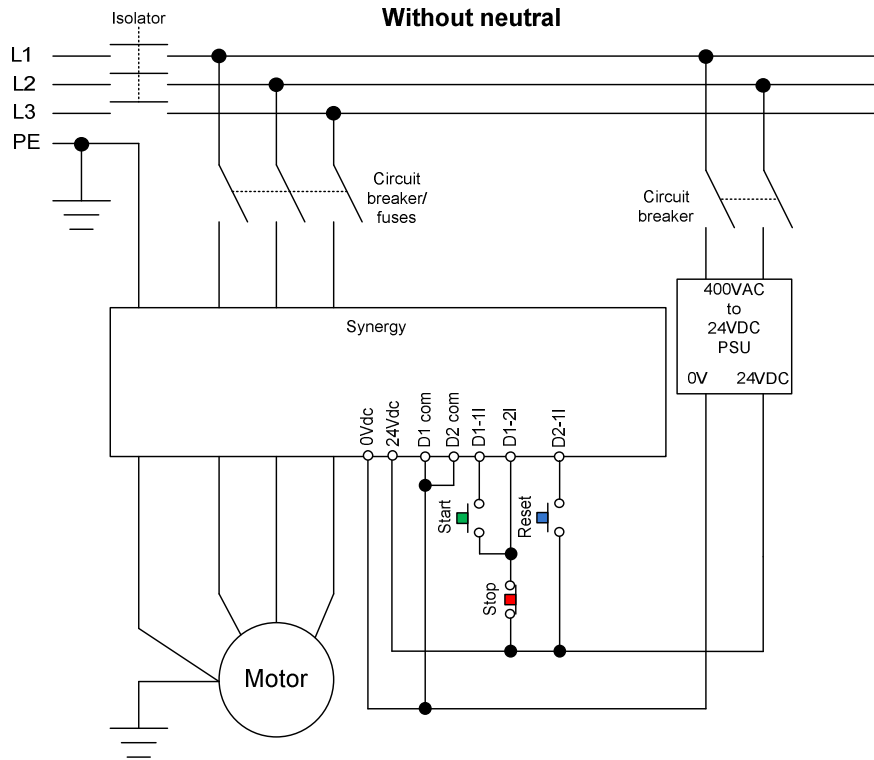 Without neutral
Isolator
L1
L2
L3
PE
Circuit
breaker/
fuses
Circuit
breaker
400VAC
to
24VDC
PSU
0V 24VDC
Synergy
0Vdc
24Vdc
D1 com
D2 com
D1-1I
D1-2I
D2-1I
Start
Reset
Stop
Motor